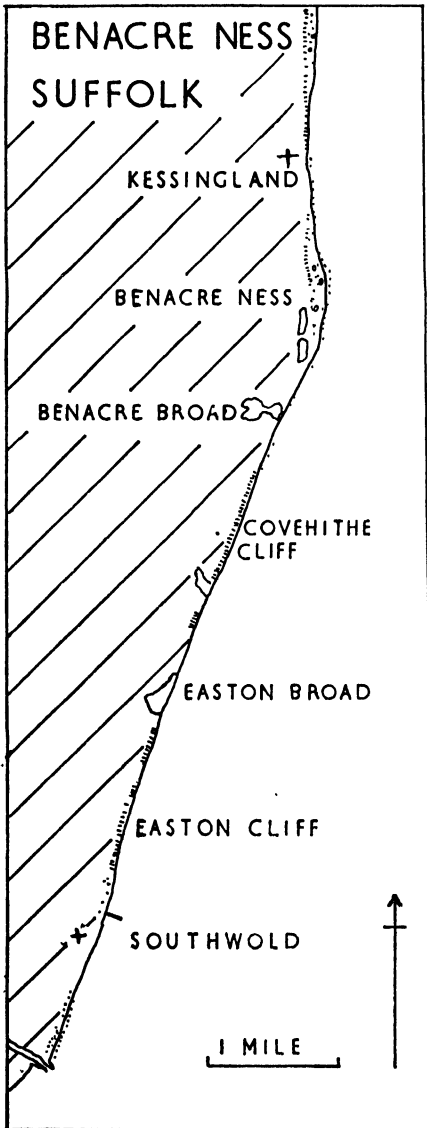 BENACRE NESS
SUFFOLK
KESSINGLAND
BENACRE NESS
BENACRE BROAD
COVEHITHE
CLIFF
EASTON BROAD
EASTON CLIFF
SOUTHWOLD
1 MILE